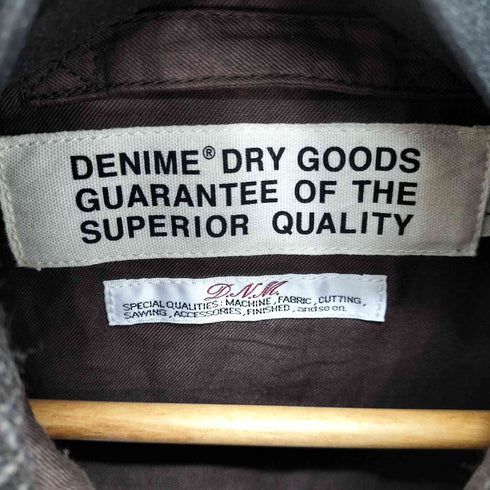 DENIME® DRY GOODS
GUARANTEE OF THE
SUPERIOR QUALITY
D.N.M.
SPECIAL QUALITIES : MACHINE , FABRIC , CUTTING ,
SAWING , ACCESSORIES , FINISHED , and so on.